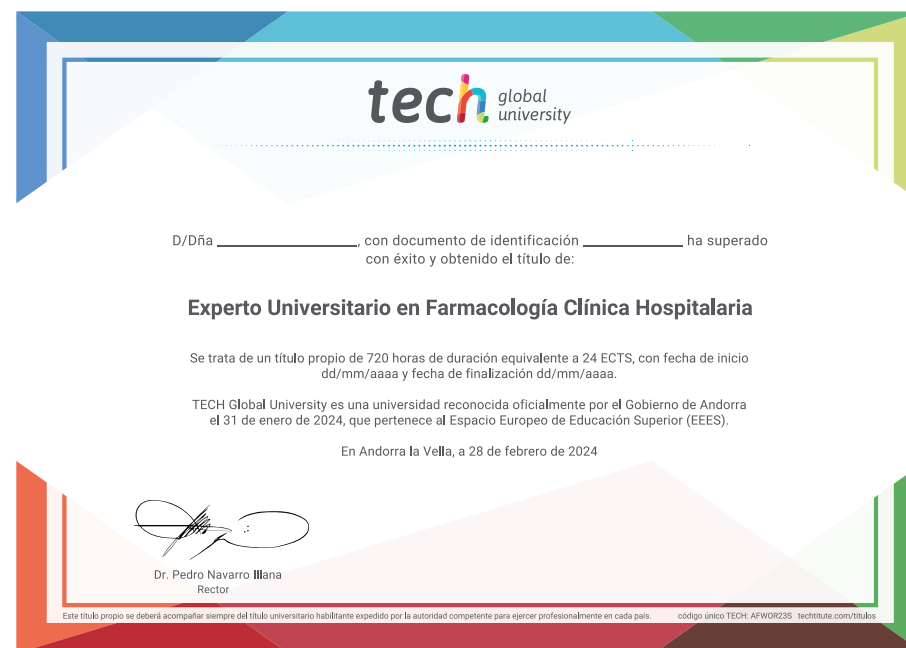 tech global university
D/Dña ________________, con documento de identificación ____________ ha superado
con éxito y obtenido el título de:
Experto Universitario en Farmacología Clínica Hospitalaria
Se trata de un título propio de 720 horas de duración equivalente a 24 ECTS, con fecha de inicio
dd/mm/aaaa y fecha de finalización dd/mm/aaaa.
TECH Global University es una universidad reconocida oficialmente por el Gobierno de Andorra
el 31 de enero de 2024, que pertenece al Espacio Europeo de Educación Superior (EEES).
En Andorra la Vella, a 28 de febrero de 2024
Dr. Pedro Navarro Illana
Rector
Este título propio se deberá acompañar siempre del título universitario habilitante expedido por la autoridad competente para ejercer profesionalmente en cada país. código único TECH: AFWOR23S techtitute.com/titulos